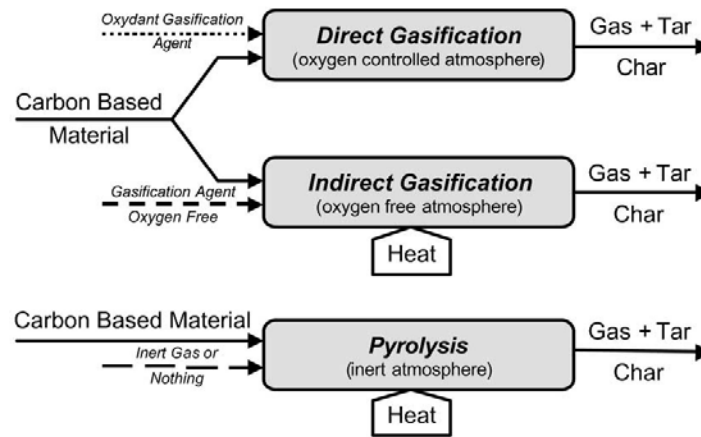 Oxydant Gasification
Agent
Direct Gasification
(oxygen controlled atmosphere)
Gas + Tar
Char
Carbon Based
Material
Gasification Agent
Oxygen Free
Indirect Gasification
(oxygen free atmosphere)
Gas + Tar
Char
Heat
Carbon Based Material
Inert Gas or
Nothing
Pyrolysis
(inert atmosphere)
Gas + Tar
Char
Heat